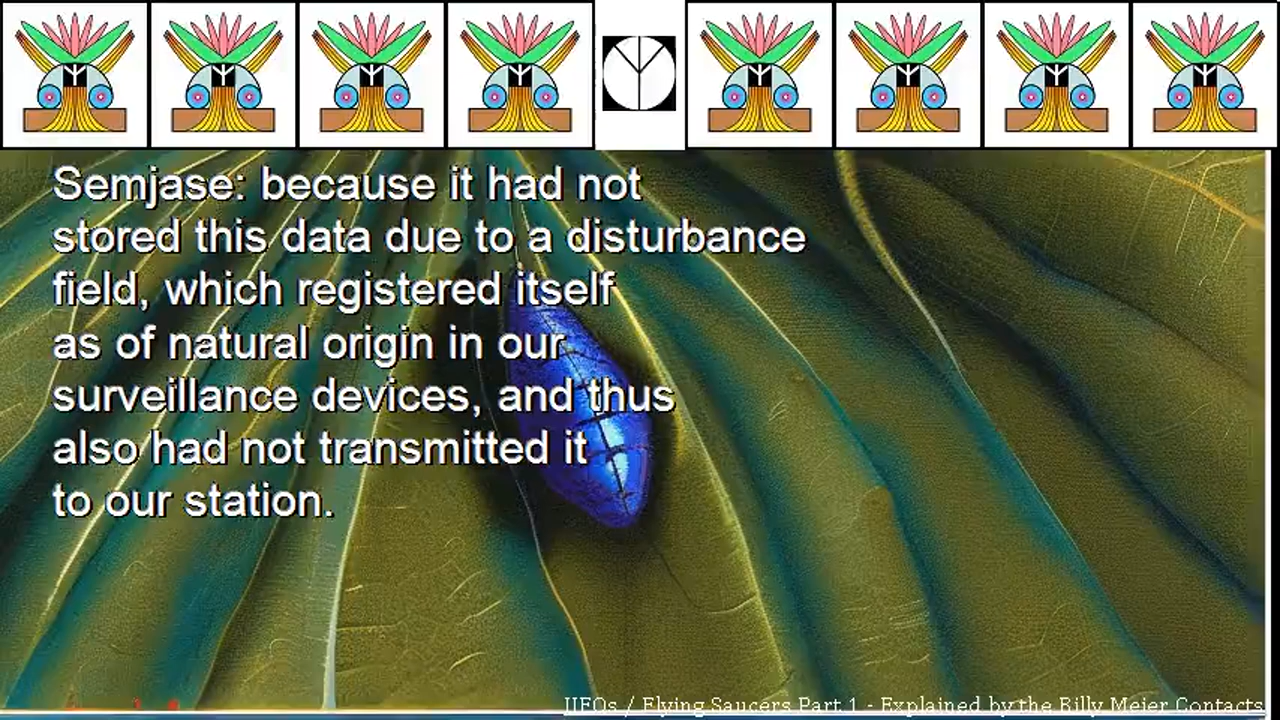 Semjase: because it had not
stored this data due to a disturbance
field, which registered itself
as of natural origin in our
surveillance devices, and thus
also had not transmitted it
to our station.
UFOs / Flying Saucers Part 1 - Explained by the Billy Meier Contacts